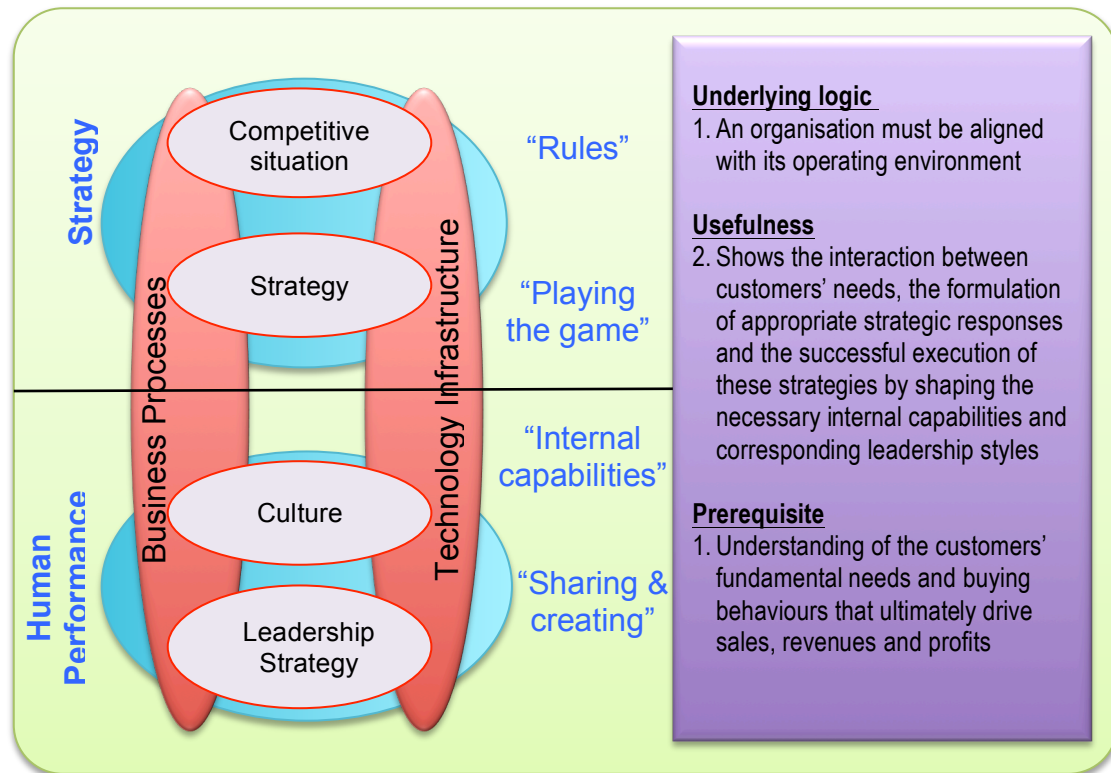 Strategy
Competitive
situation
“Rules”
Strategy
“Playing
the game”
Business Processes
Technology Infrastructure
Human
Performance
“Internal
capabilities”
Culture
“Sharing &
creating”
Leadership
Strategy
Underlying logic
1. An organisation must be aligned
with its operating environment
Usefulness
2. Shows the interaction between
customers’ needs, the formulation
of appropriate strategic responses
and the successful execution of
these strategies by shaping the
necessary internal capabilities and
corresponding leadership styles
Prerequisite
1. Understanding of the customers’
fundamental needs and buying
behaviours that ultimately drive
sales, revenues and profits